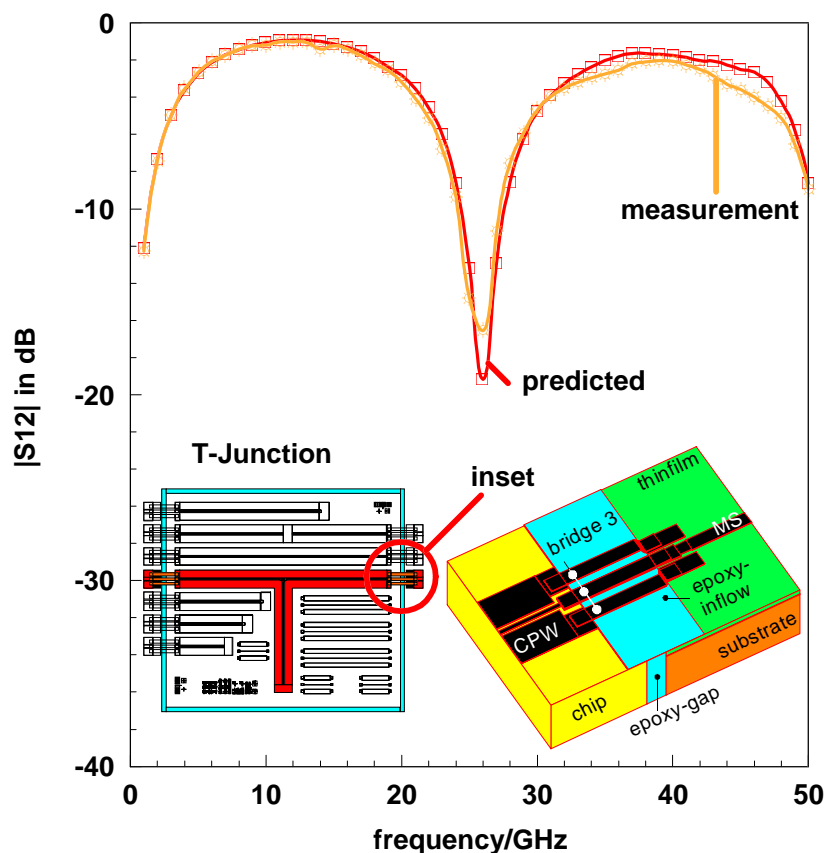 0
-10
-20
-30
-40
|S12| in dB
measurement
predicted
T-Junction
inset
thinfilm
bridge 3
MS
epoxy-
inflow
CPW
substrate
chip
epoxy-gap
0
10
20
30
40
50
frequency/GHz